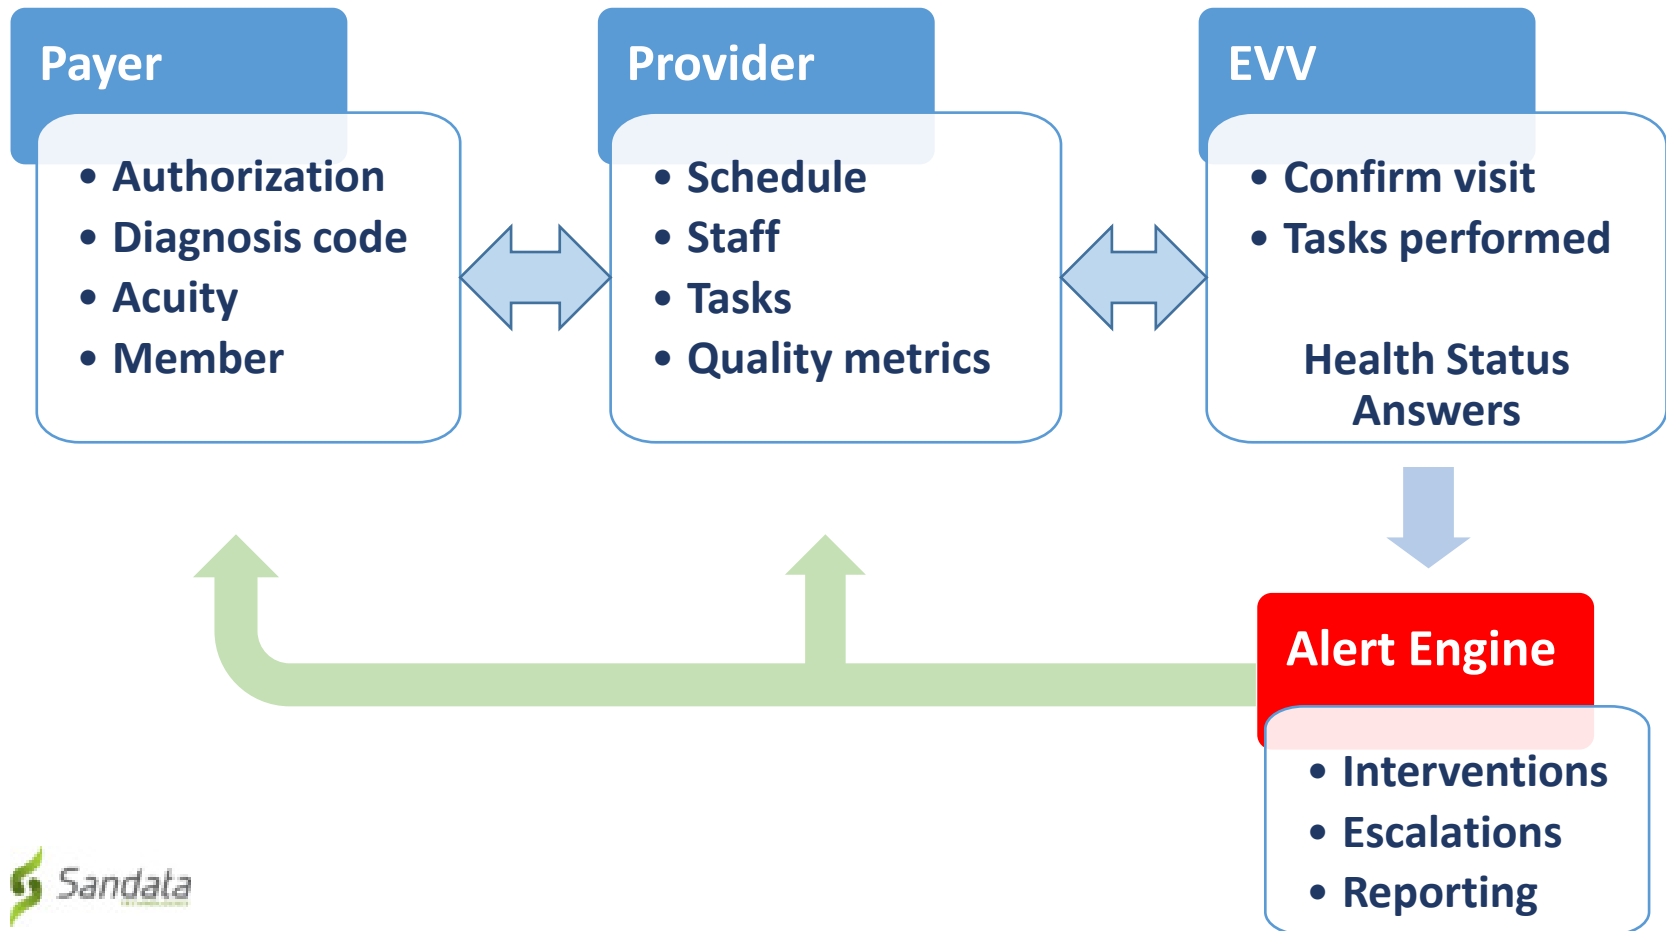 Payer
• Authorization
• Diagnosis code
• Acuity
• Member
Provider
• Schedule
• Staff
• Tasks
• Quality metrics
EVV
• Confirm visit
• Tasks performed
Health Status
Answers
Alert Engine
• Interventions
• Escalations
• Reporting
Sandata